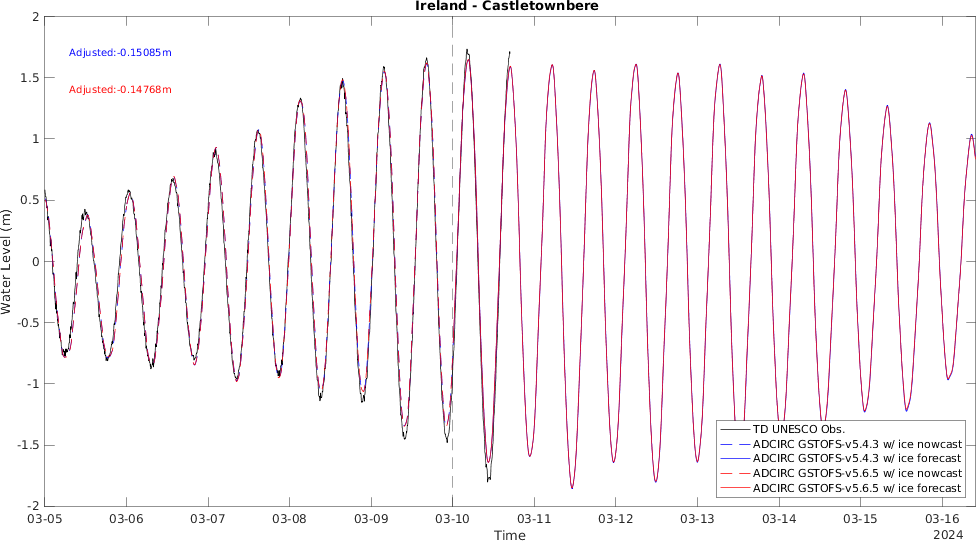 Ireland - Castletownbere
Adjusted:-0.15085m
Adjusted:-0.14768m
2
1.5
1
0.5
0
-0.5
-1
-1.5
-2
Water Level (m)
03-05 03-06 03-07 03-08 03-09 03-10 03-11 03-12 03-13 03-14 03-15 03-16
Time
2024
TD UNESCO Obs.
ADCIRC GSTOFS-v5.4.3 w/ ice nowcast
ADCIRC GSTOFS-v5.4.3 w/ ice forecast
ADCIRC GSTOFS-v5.6.5 w/ ice nowcast
ADCIRC GSTOFS-v5.6.5 w/ ice forecast